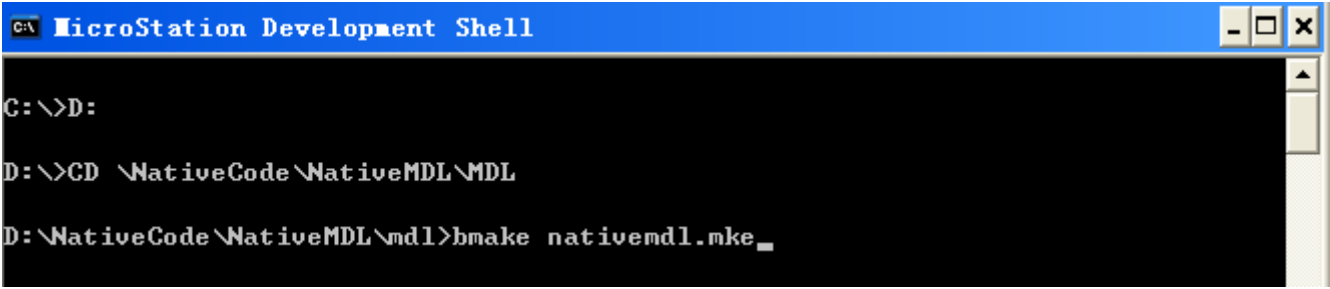 MicroStation Development Shell
C:\>D:
D:\>CD \NativeCode\NativeMDL\MDL
D:\NativeCode\NativeMDL\mdl>bmake nativemdl.mke_